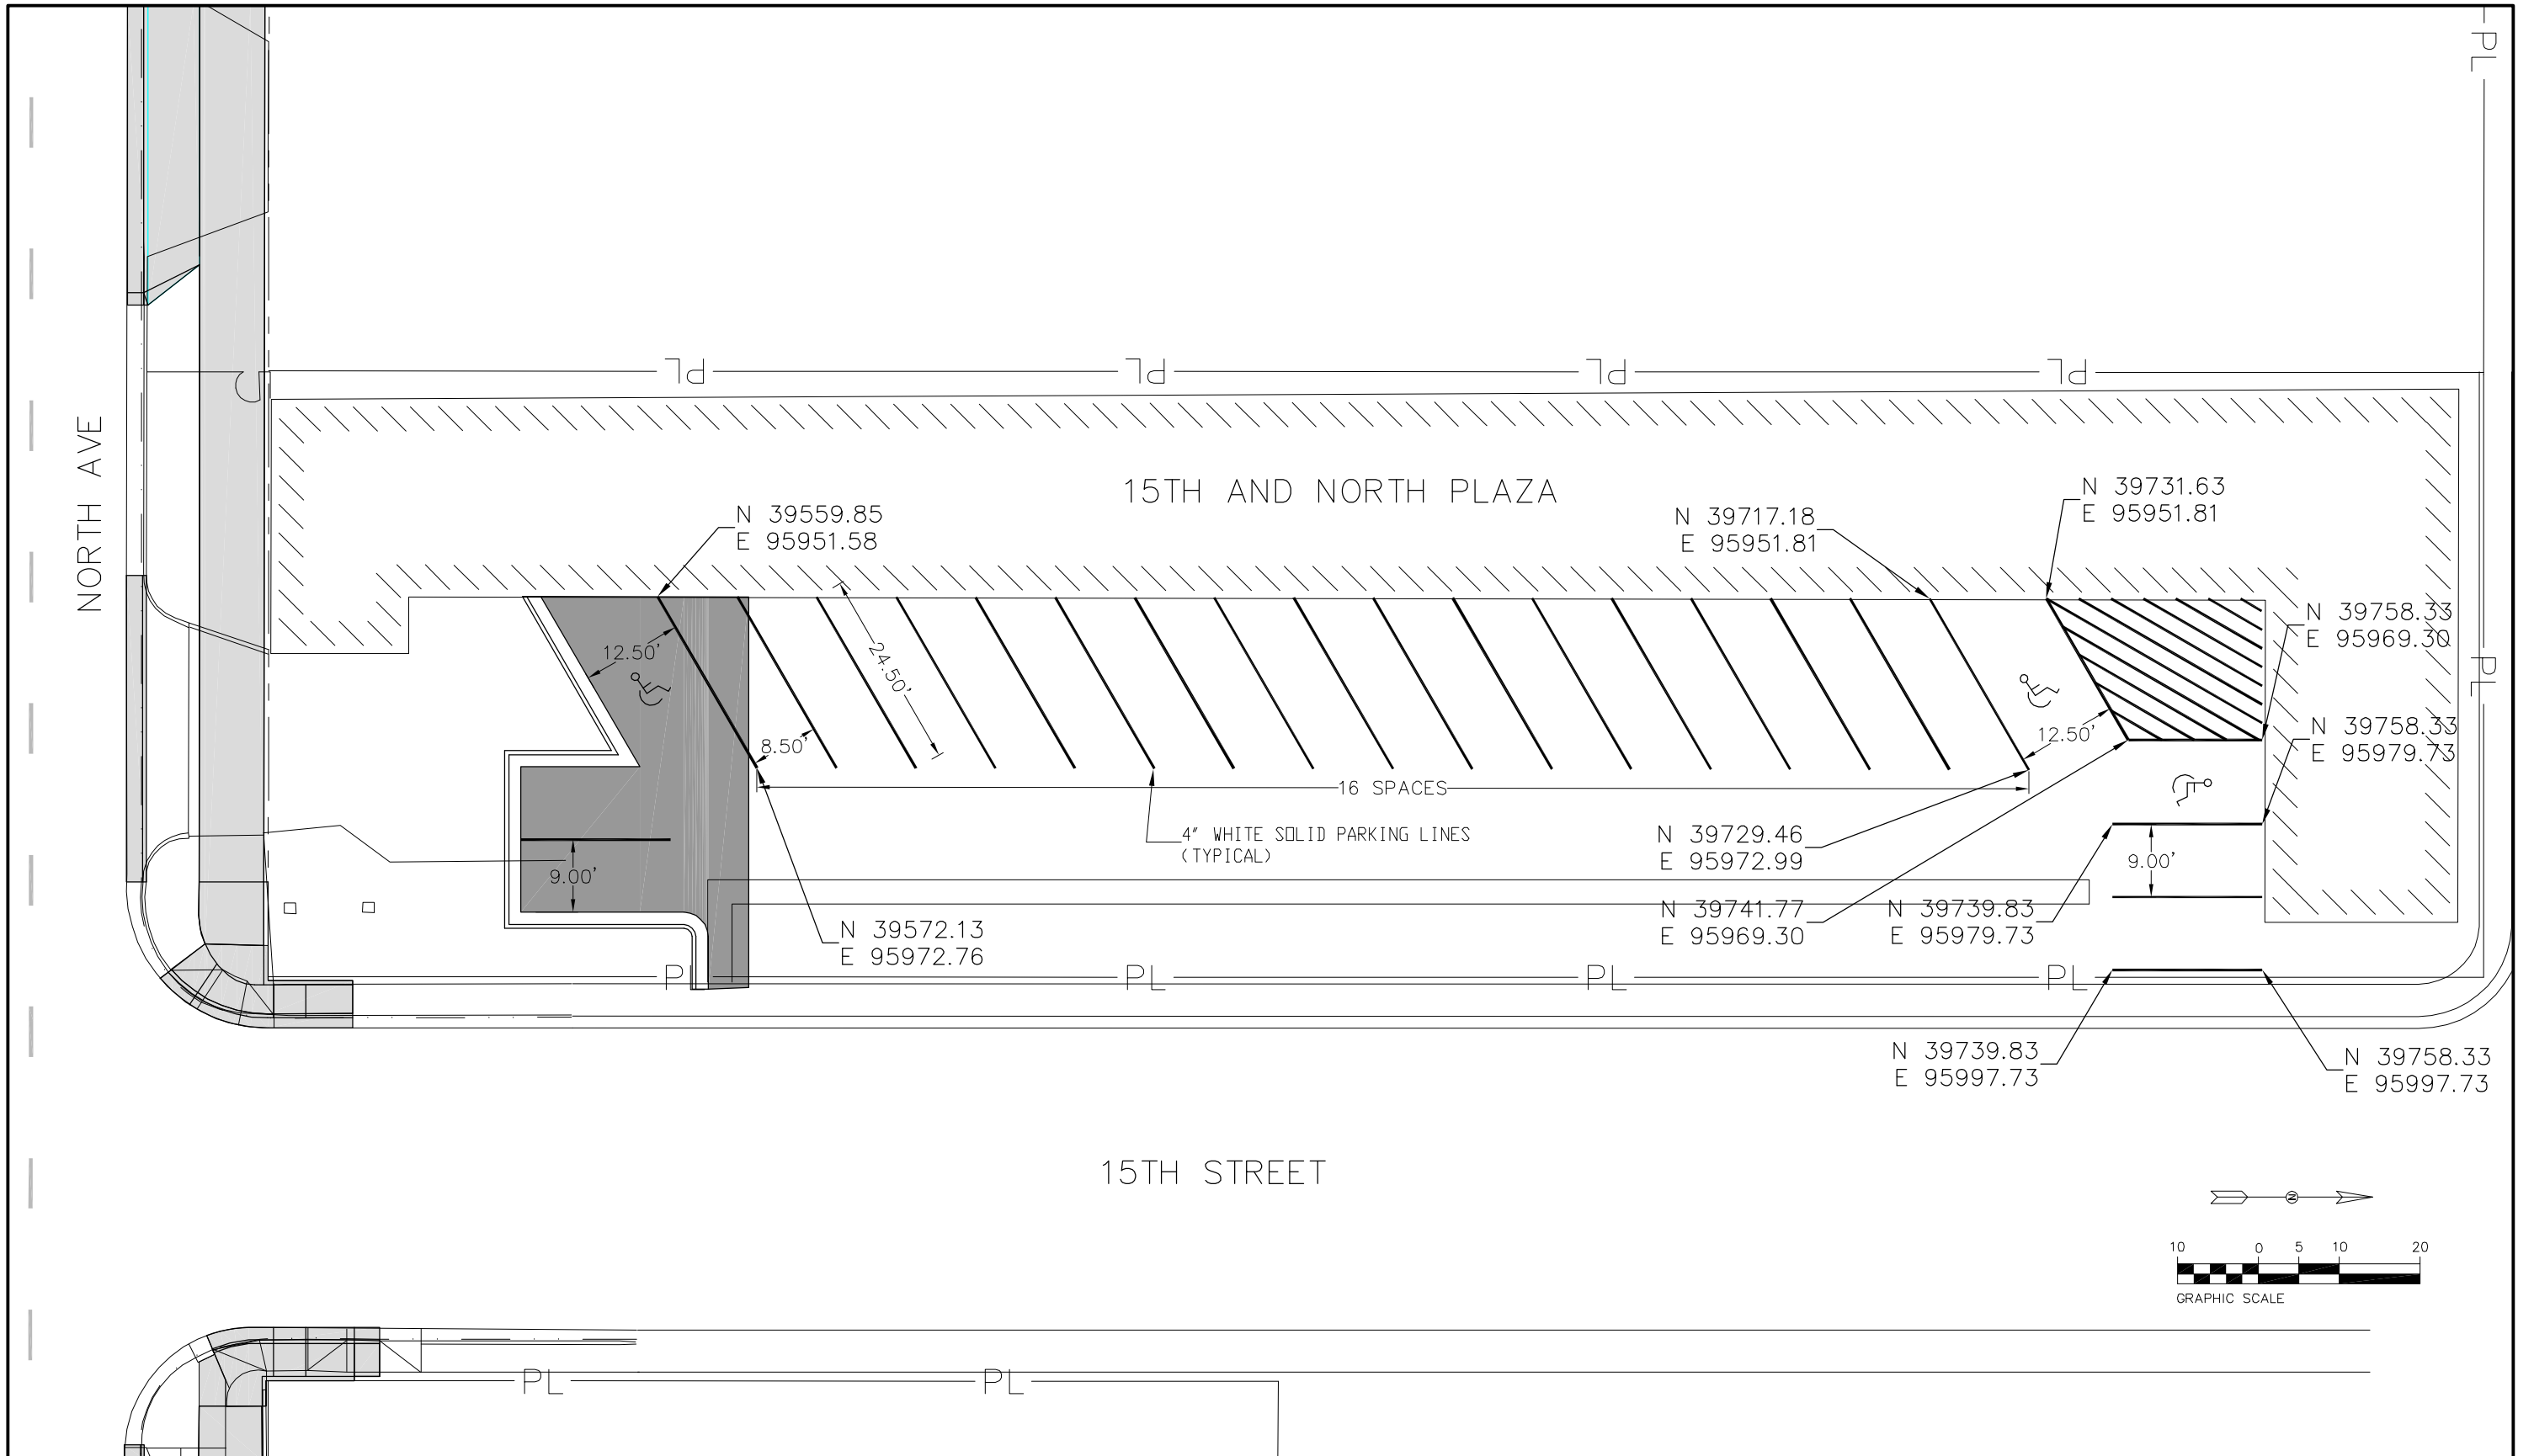 PL
PL
PL
PL
PL
NORTH AVE
15TH AND NORTH PLAZA
N 39559.85
E 95951.58
N 39717.18
E 95951.81
N 39731.63
E 95951.81
N 39758.33
E 95969.30
12.50'
24.50'
PL
N 39758.33
E 95979.73
8.50'
12.50'
16 SPACES
4" WHITE SOLID PARKING LINES
(TYPICAL)
N 39729.46
E 95972.99
9.00'
9.00'
N 39572.13
E 95972.76
N 39741.77
E 95969.30
N 39739.83
E 95979.73
PL
PL
PL
PL
N 39739.83
E 95997.73
N 39758.33
E 95997.73
15TH STREET
N
10 0 5 10 20
GRAPHIC SCALE
PL
PL